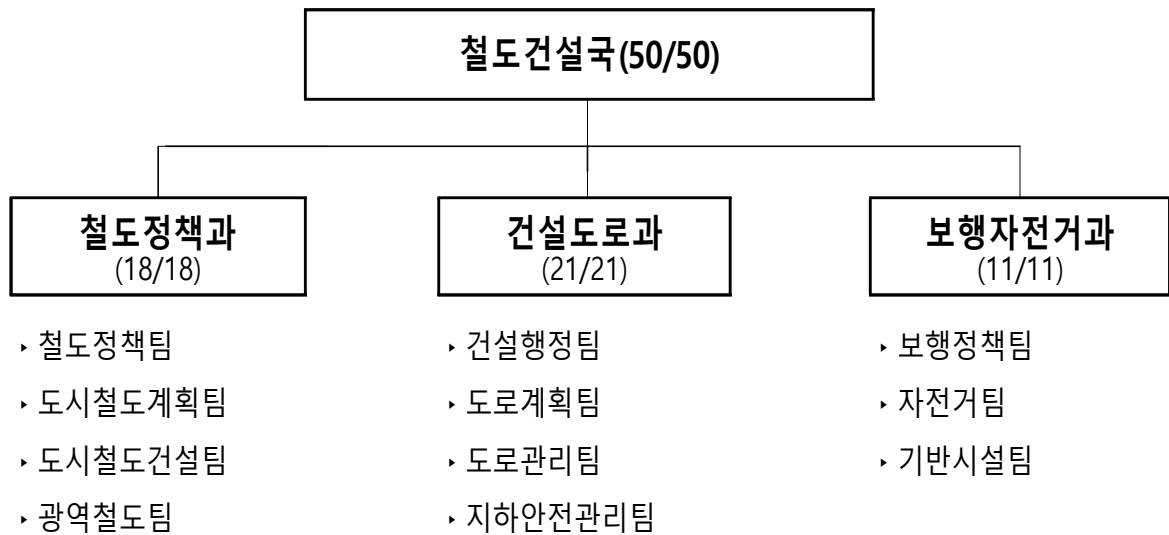 철도건설국(50/50)
철도정책과
(18/18)
‣ 철도정책팀
‣ 도시철도계획팀
‣ 도시철도건설팀
‣ 광역철도팀
건설도로과
(21/21)
‣ 건설행정팀
‣ 도로계획팀
‣ 도로관리팀
‣ 지하안전관리팀
보행자전거과
(11/11)
‣ 보행정책팀
‣ 자전거팀
‣ 기반시설팀